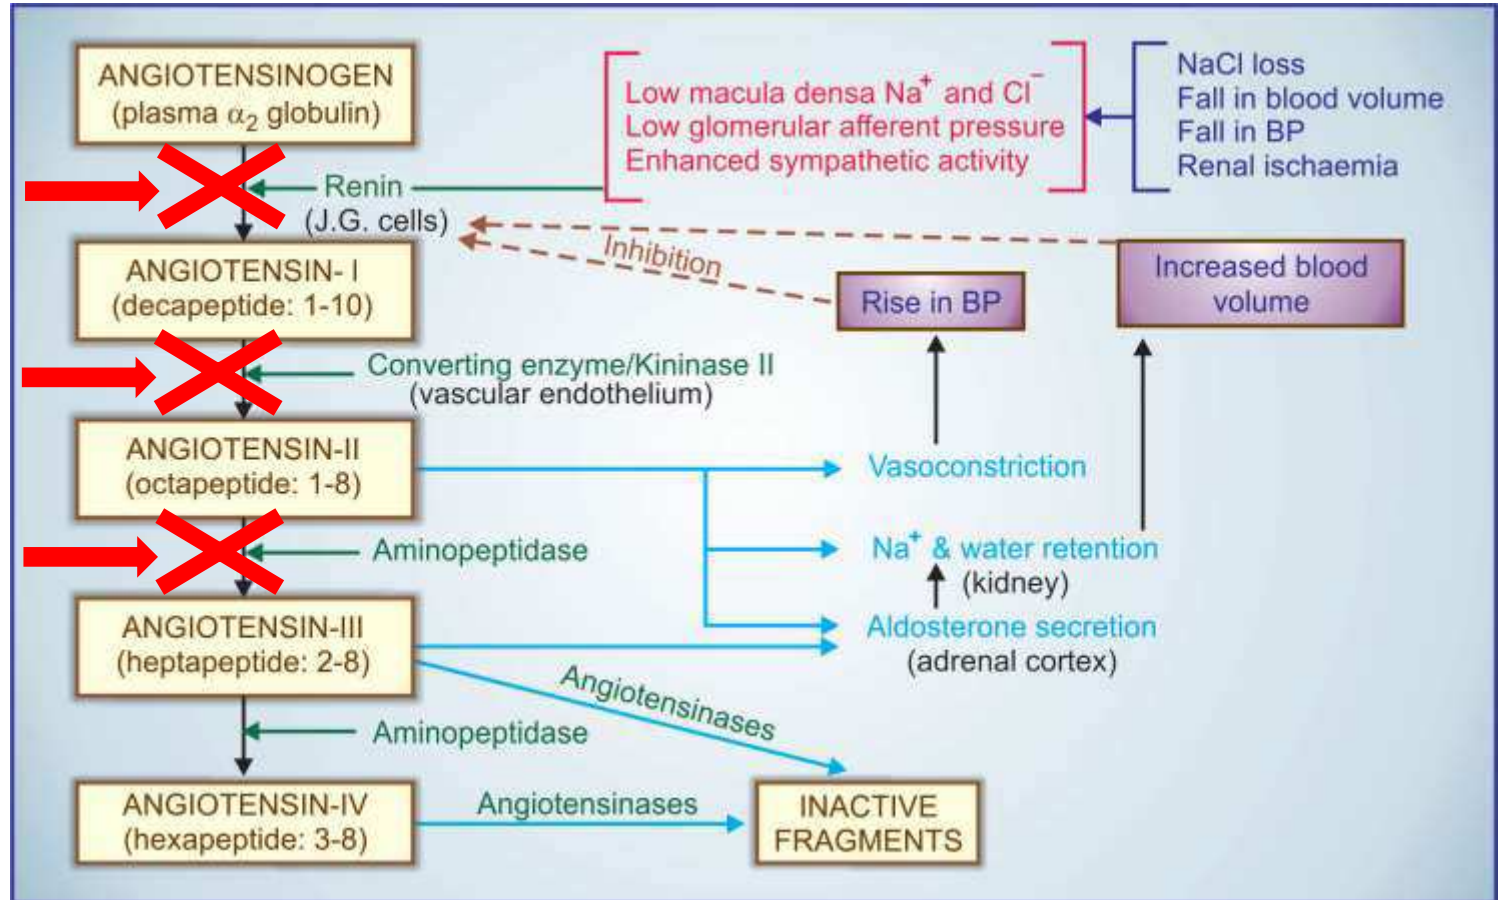 ANGIOTENSINOGEN
(plasma α₂ globulin)
Low macula densa Na⁺ and Cl⁻
Low glomerular afferent pressure
Enhanced sympathetic activity
NaCl loss
Fall in blood volume
Fall in BP
Renal ischaemia
Renin
(J.G. cells)
Inhibition
ANGIOTENSIN- I
(decapeptide: 1-10)
Rise in BP
Increased blood
volume
Converting enzyme/Kininase II
(vascular endothelium)
ANGIOTENSIN-II
(octapeptide: 1-8)
Vasoconstriction
Aminopeptidase
Na⁺ & water retention
(kidney)
ANGIOTENSIN-III
(heptapeptide: 2-8)
Aldosterone secretion
(adrenal cortex)
Angiotensinases
Aminopeptidase
ANGIOTENSIN-IV
(hexapeptide: 3-8)
Angiotensinases
INACTIVE
FRAGMENTS